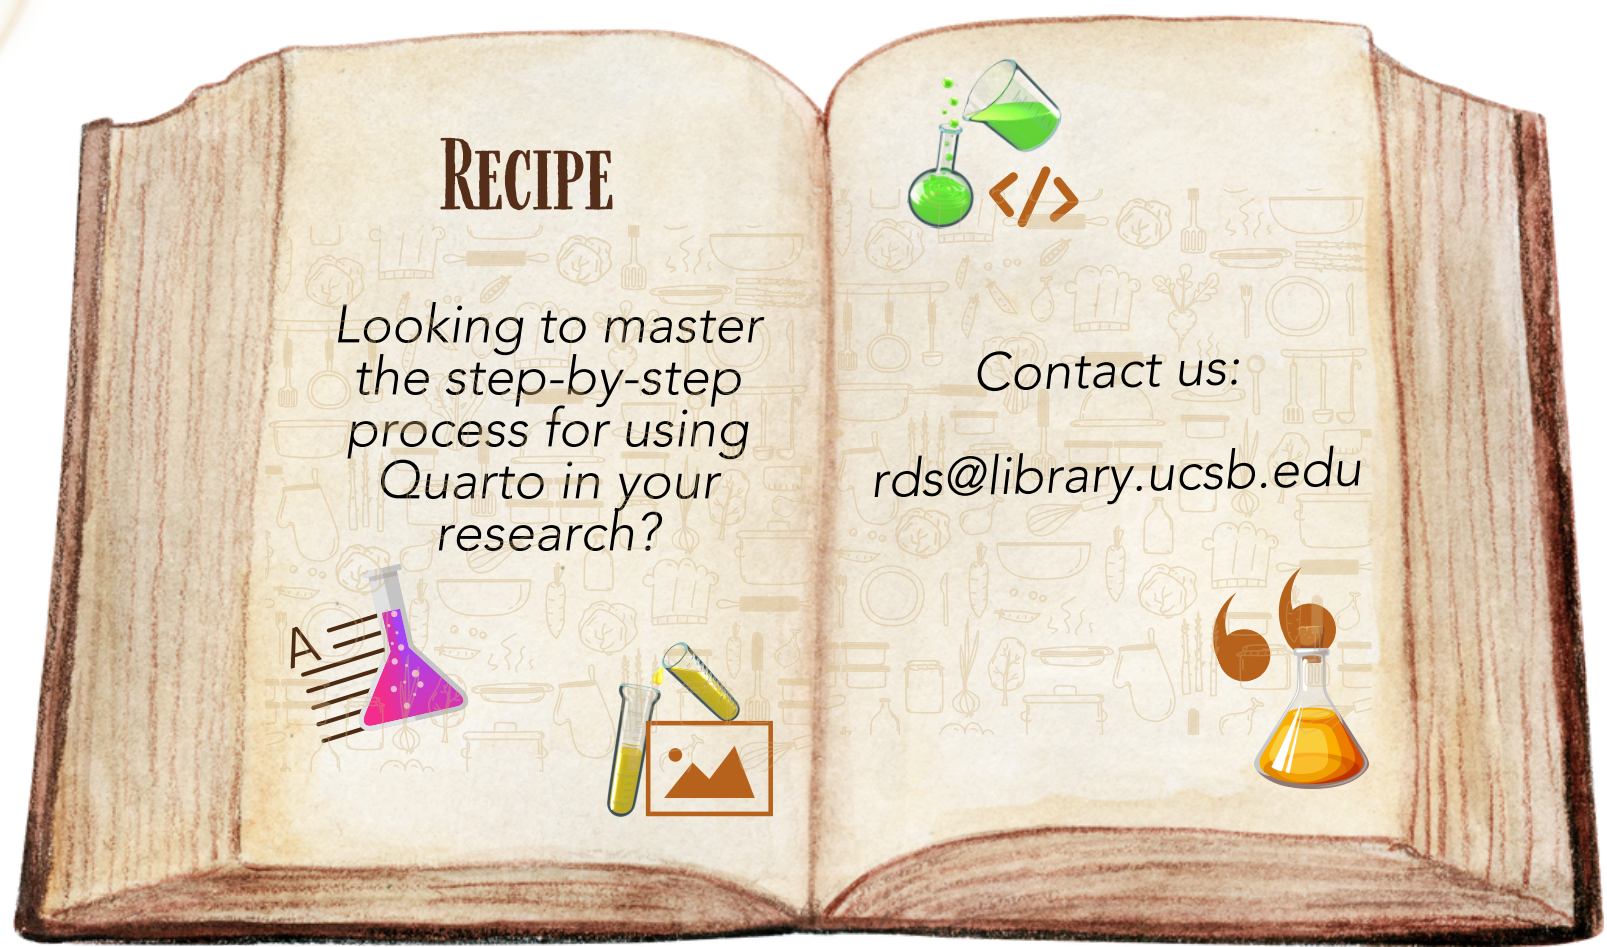 RECIPE
Looking to master
the step-by-step
process for using
Quarto in your
research?
A
</>
Contact us:
rds@library.ucsb.edu